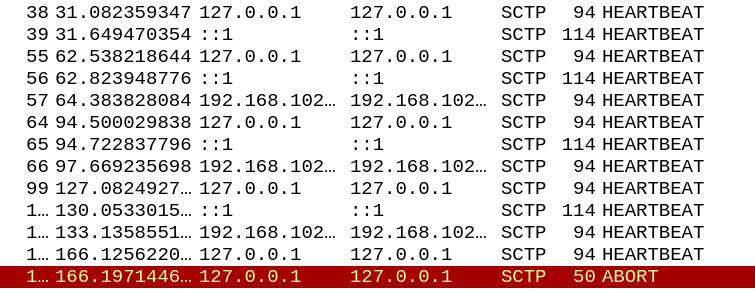 38 31.082359347 127.0.0.1 127.0.0.1 SCTP 94 HEARTBEAT
39 31.649470354 ::1 ::1 SCTP 114 HEARTBEAT
55 62.538218644 127.0.0.1 127.0.0.1 SCTP 94 HEARTBEAT
56 62.823948776 ::1 ::1 SCTP 114 HEARTBEAT
57 64.383828084 192.168.102… 192.168.102… SCTP 94 HEARTBEAT
64 94.500029838 127.0.0.1 127.0.0.1 SCTP 94 HEARTBEAT
65 94.722837796 ::1 ::1 SCTP 114 HEARTBEAT
66 97.669235698 192.168.102… 192.168.102… SCTP 94 HEARTBEAT
99 127.0824927… 127.0.0.1 127.0.0.1 SCTP 94 HEARTBEAT
1… 130.0533015… ::1 ::1 SCTP 114 HEARTBEAT
1… 133.1358551… 192.168.102… 192.168.102… SCTP 94 HEARTBEAT
1… 166.1256220… 127.0.0.1 127.0.0.1 SCTP 94 HEARTBEAT
1… 166.1971446… 127.0.0.1 127.0.0.1 SCTP 50 ABORT